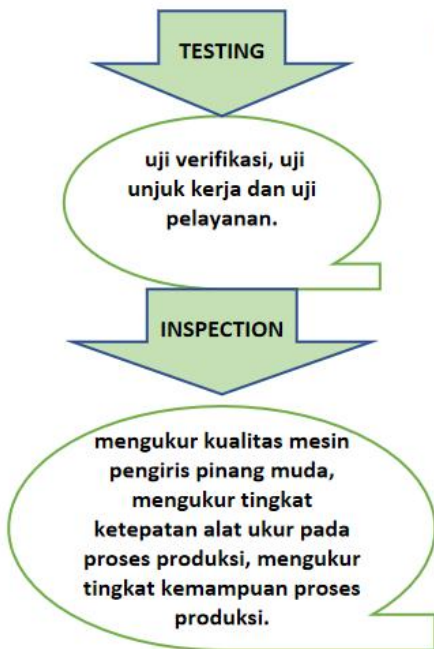 TESTING
uji verifikasi, uji
unjuk kerja dan uji
pelayanan.
INSPECTION
mengukur kualitas mesin
pengiris pinang muda,
mengukur tingkat
ketepatan alat ukur pada
proses produksi, mengukur
tingkat kemampuan proses
produksi.